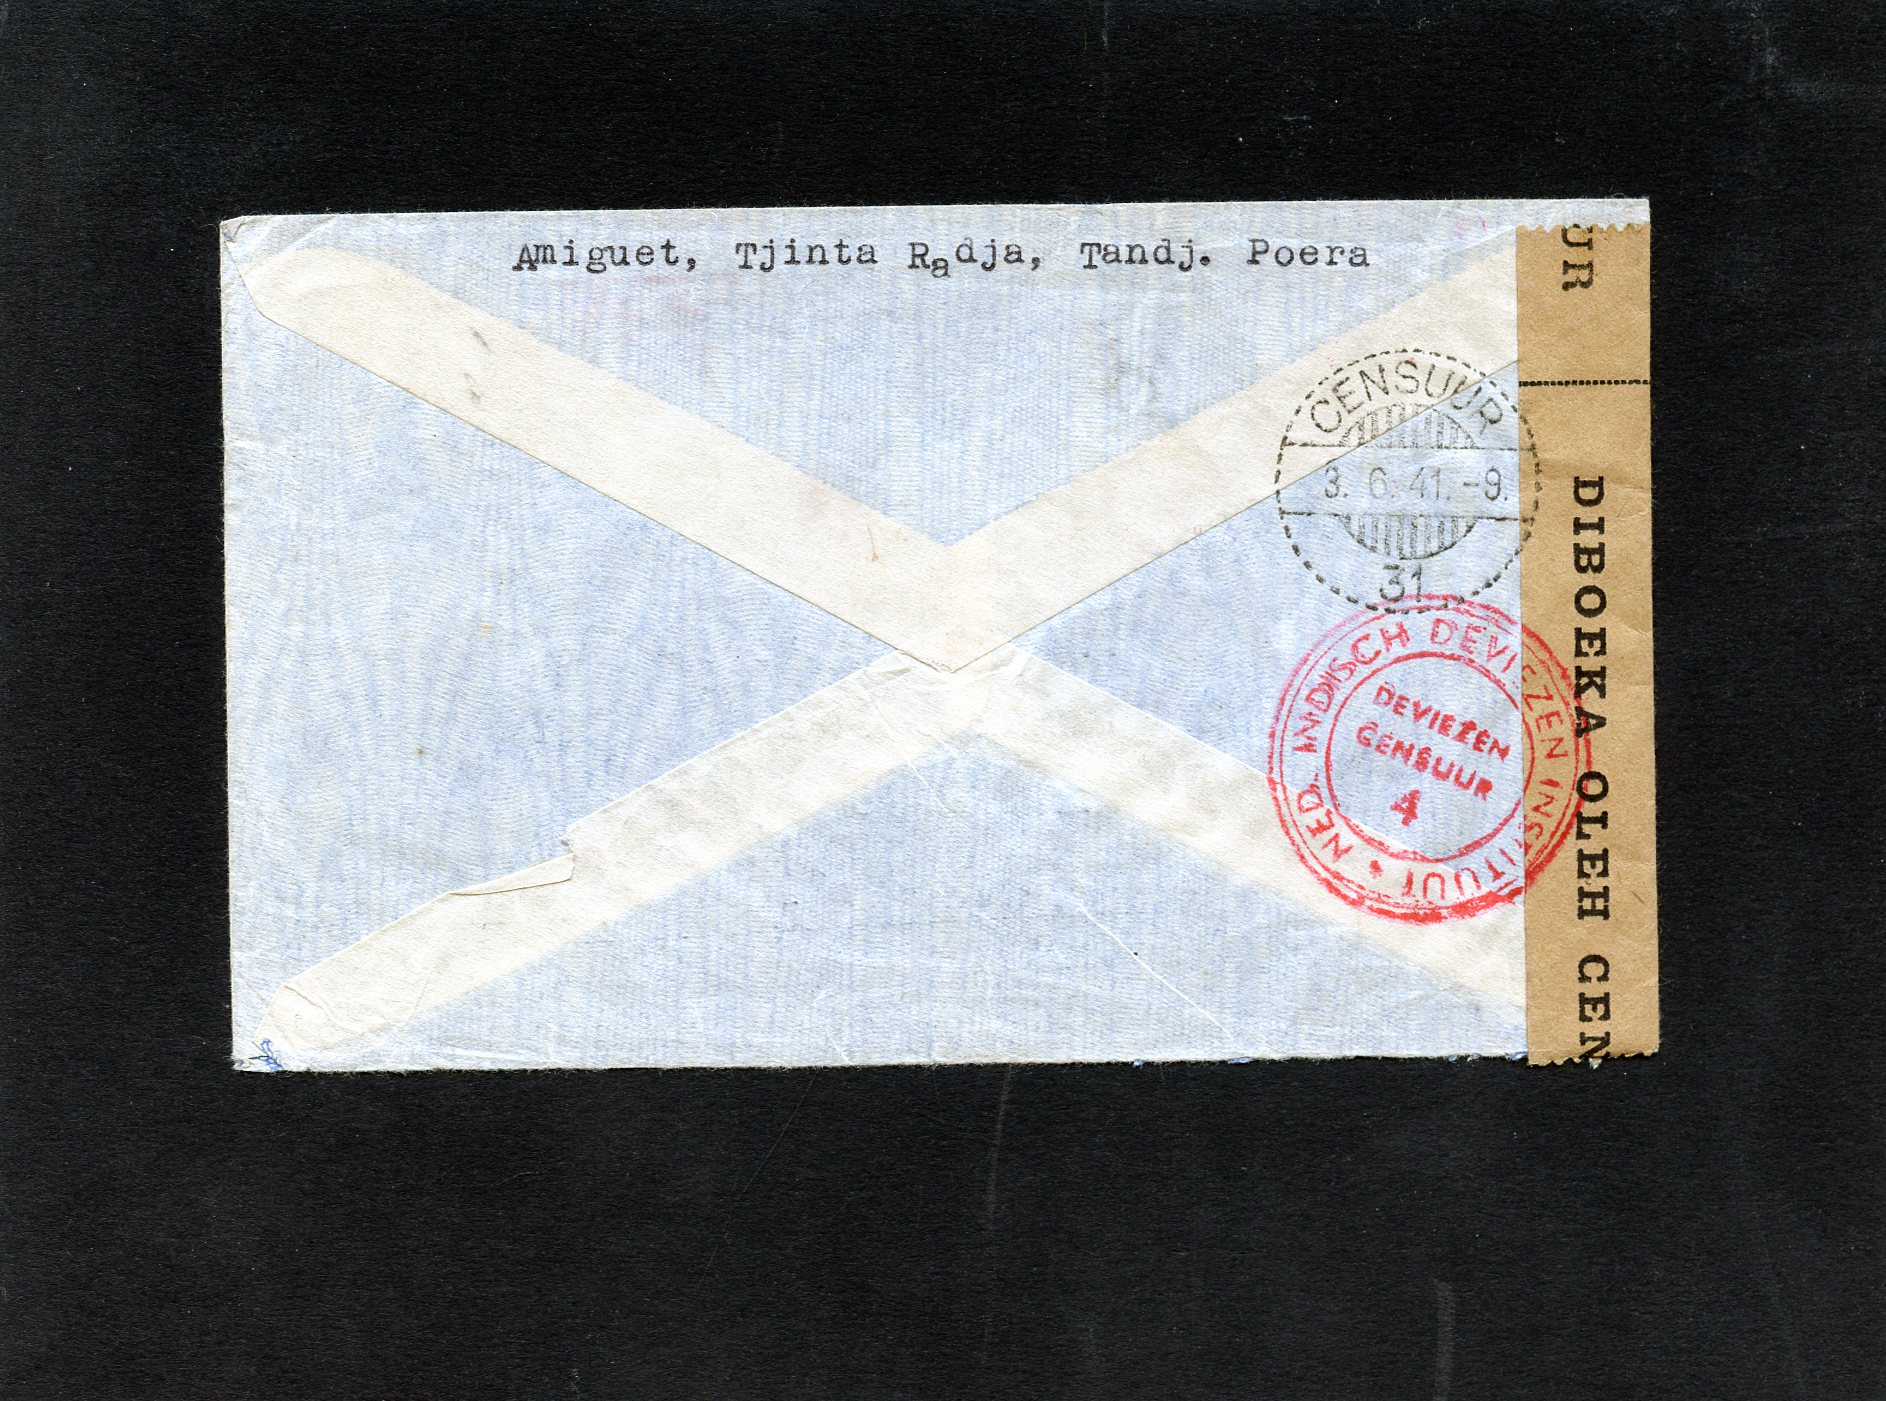 Amiguet, Tjinta Radja, Tandj. Poera
CENSUUR
3. 6. 41.-9.
31
NED. INDISCH DEVIEZEN INSTITUUT *
DEVIEZEN
CENSUUR
4
UR
DIBOEKA OLEH CEN